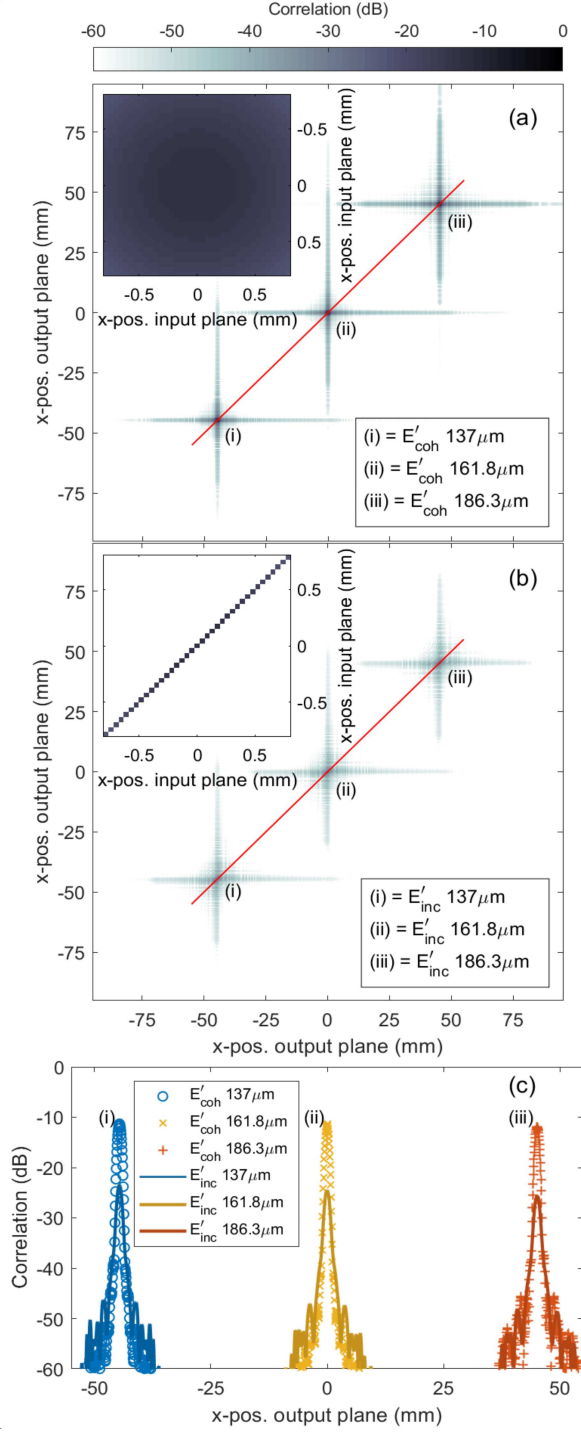 Correlation (dB)
-60 -50 -40 -30 -20 -10 0
(a)
75
50
25
0
-25
-50
-75
x-pos. output plane (mm)
-0.5
0
0.5
x-pos. input plane (mm)
-0.5 0 0.5
x-pos. input plane (mm)
(iii)
(ii)
(i)
(i) = E′coh 137μm
(ii) = E′coh 161.8μm
(iii) = E′coh 186.3μm
(b)
75
50
25
0
-25
-50
-75
x-pos. output plane (mm)
0.5
0
-0.5
x-pos. input plane (mm)
-0.5 0 0.5
x-pos. input plane (mm)
(iii)
(ii)
(i)
(i) = E′inc 137μm
(ii) = E′inc 161.8μm
(iii) = E′inc 186.3μm
-75 -50 -25 0 25 50 75
x-pos. output plane (mm)
(c)
0
-10
-20
-30
-40
-50
-60
Correlation (dB)
(i) (ii) (iii)
E′coh 137μm
E′coh 161.8μm
E′coh 186.3μm
E′inc 137μm
E′inc 161.8μm
E′inc 186.3μm
-50 -25 0 25 50
x-pos. output plane (mm)